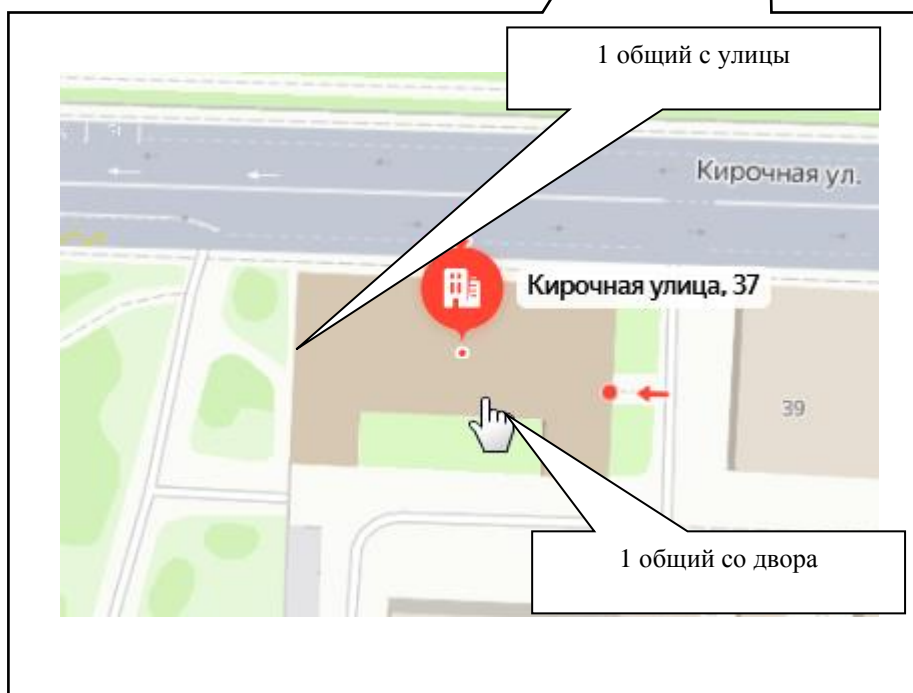 1 общий с улицы
Кирочная ул.
Кирочная улица, 37
39
1 общий со двора